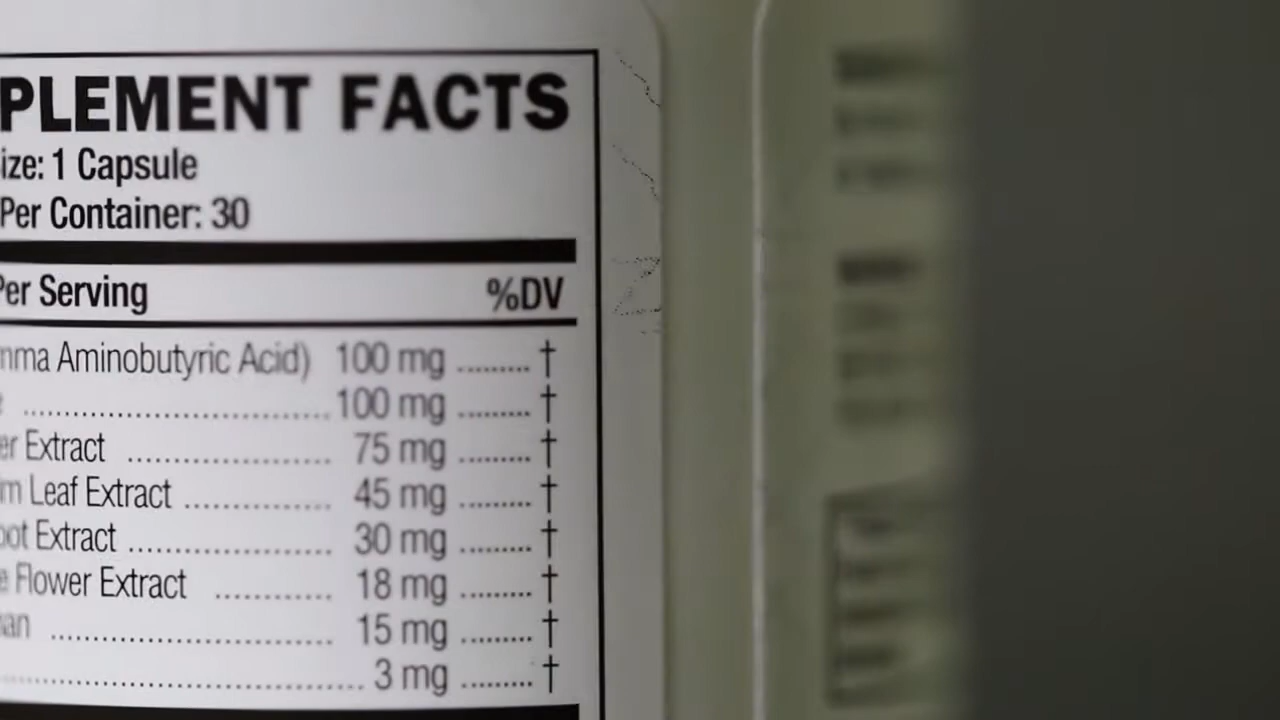 PLEMENT FACTS
ize: 1 Capsule
Per Container: 30
Per Serving %DV
mma Aminobutyric Acid) 100 mg ........ †
........................................ 100 mg ........ †
er Extract ........................... 75 mg ........ †
m Leaf Extract ................... 45 mg ........ †
oot Extract ........................... 30 mg ........ †
e Flower Extract ............... 18 mg ........ †
an ..................................... 15 mg ........ †
............................................. 3 mg ........ †